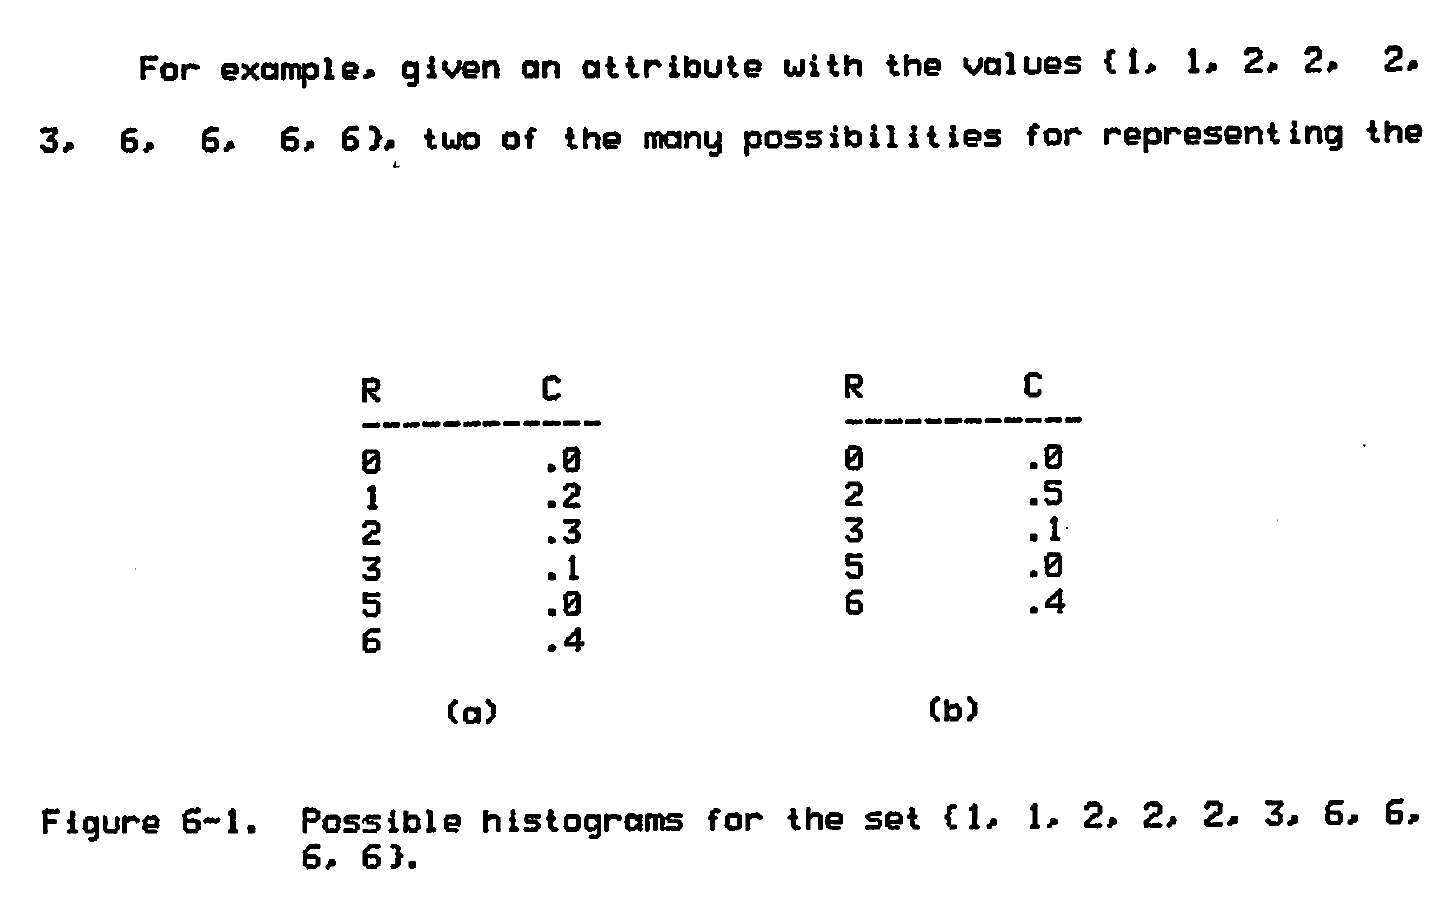 For example, given an attribute with the values {1, 1, 2, 2, 2,
3, 6, 6, 6, 6}, two of the many possibilities for representing the
R C R C
------------ ------------
0 .0 0 .0
1 .2 2 .5
2 .3 3 .1
3 .1 5 .0
5 .0 6 .4
6 .4
(a) (b)
Figure 6-1. Possible histograms for the set {1, 1, 2, 2, 2, 3, 6, 6,
6, 6}.